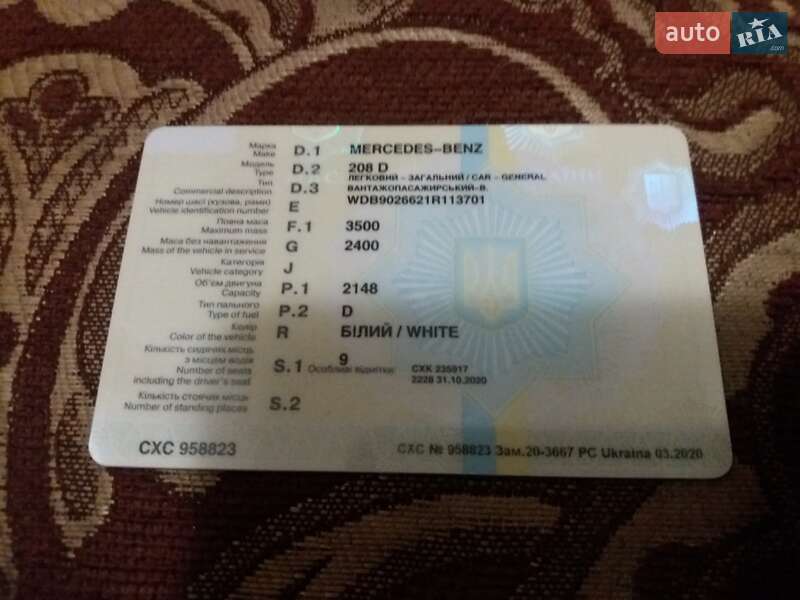 auto RIA.com
Марка
Make D.1 MERCEDES-BENZ
Модель
Type D.2 208 D
Тип
Commercial description D.3 ЛЕГКОВИЙ - ЗАГАЛЬНИЙ / CAR - GENERAL
ВАНТАЖОПАСАЖИРСЬКИЙ-В.
Номер шасі (кузова, рами)
Vehicle identification number E WDB9026621R113701
Повна маса
Maximum mass F.1 3500
Маса без навантаження
Mass of the vehicle in service G 2400
Категорія
Vehicle category J
Об'єм двигуна
Capacity P.1 2148
Тип пального
Type of fuel P.2 D
Колір
Color of the vehicle R БІЛИЙ / WHITE
Кількість сидячих місць
з місцем водія
Number of seats
including the driver's seat S.1 9
Особливі відмітки: СХК 235917
2228 31.10.2020
Кількість стоячих місць
Number of standing places S.2
СХС 958823
СХС № 958823 Зам.20-3667 PC Ukraina 03.2020